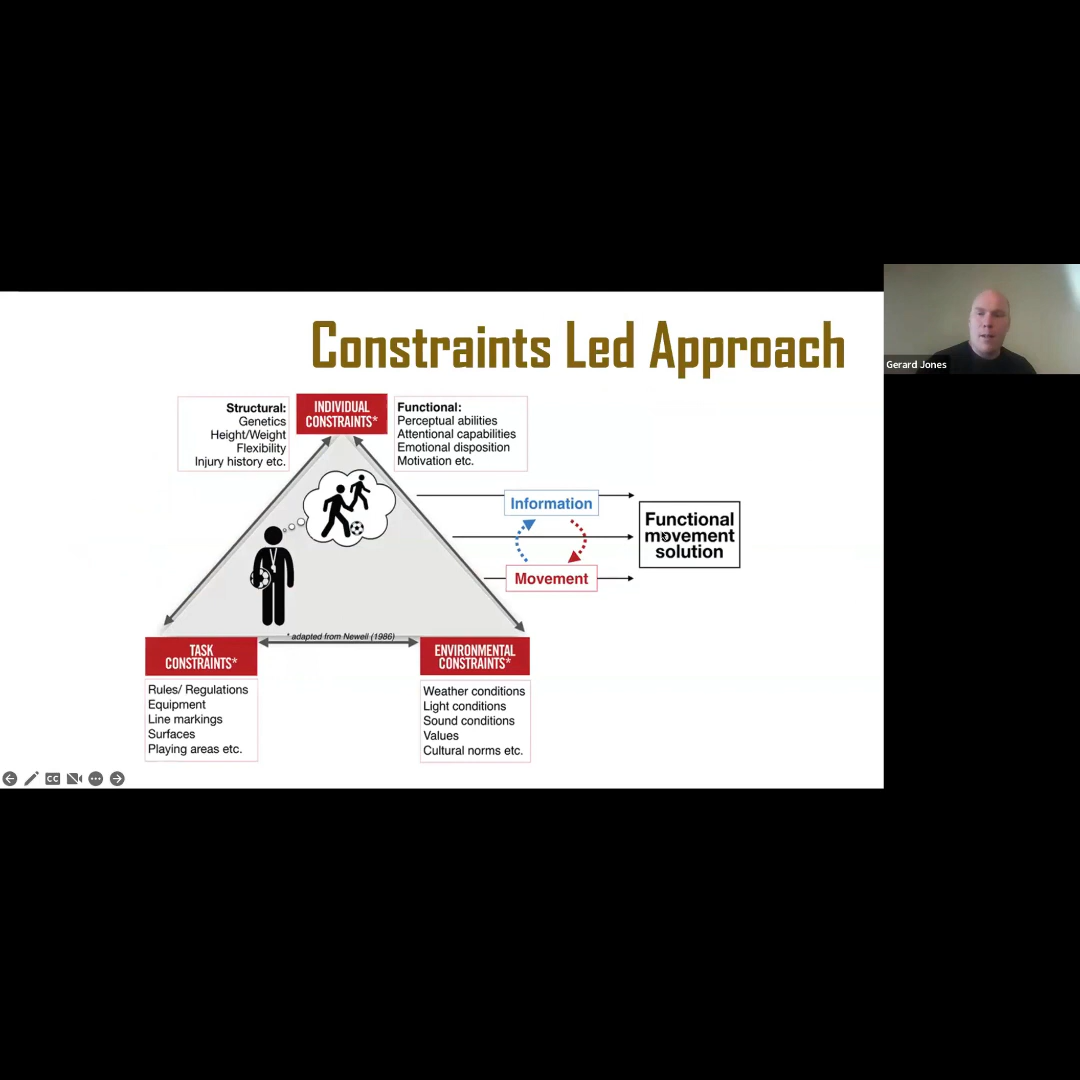 Constraints Led Approach
Gerard Jones
Structural:
Genetics
Height/Weight
Flexibility
Injury history etc.
INDIVIDUAL
CONSTRAINTS*
Functional:
Perceptual abilities
Attentional capabilities
Emotional disposition
Motivation etc.
Information
Movement
Functional
movement
solution
* adapted from Newell (1986)
TASK
CONSTRAINTS*
Rules/ Regulations
Equipment
Line markings
Surfaces
Playing areas etc.
ENVIRONMENTAL
CONSTRAINTS*
Weather conditions
Light conditions
Sound conditions
Values
Cultural norms etc.
CC